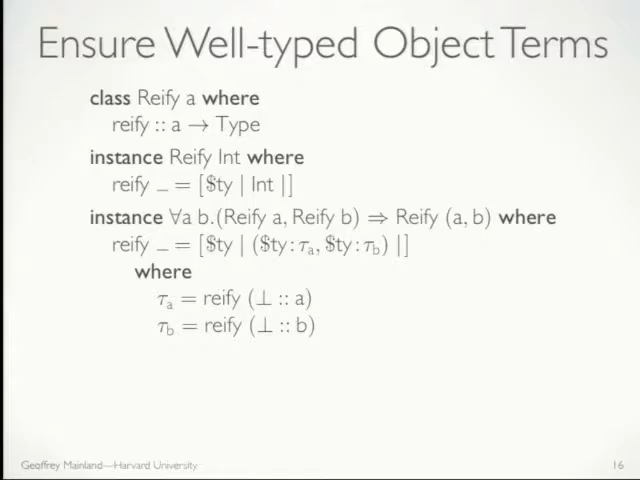 Ensure Well-typed Object Terms
class Reify a where
reify :: a → Type
instance Reify Int where
reify _ = [$ty | Int |]
instance ∀a b.(Reify a, Reify b) ⇒ Reify (a, b) where
reify _ = [$ty | ($ty:τa, $ty:τb) |]
where
τa = reify (⊥ :: a)
τb = reify (⊥ :: b)
Geoffrey Mainland—Harvard University
16